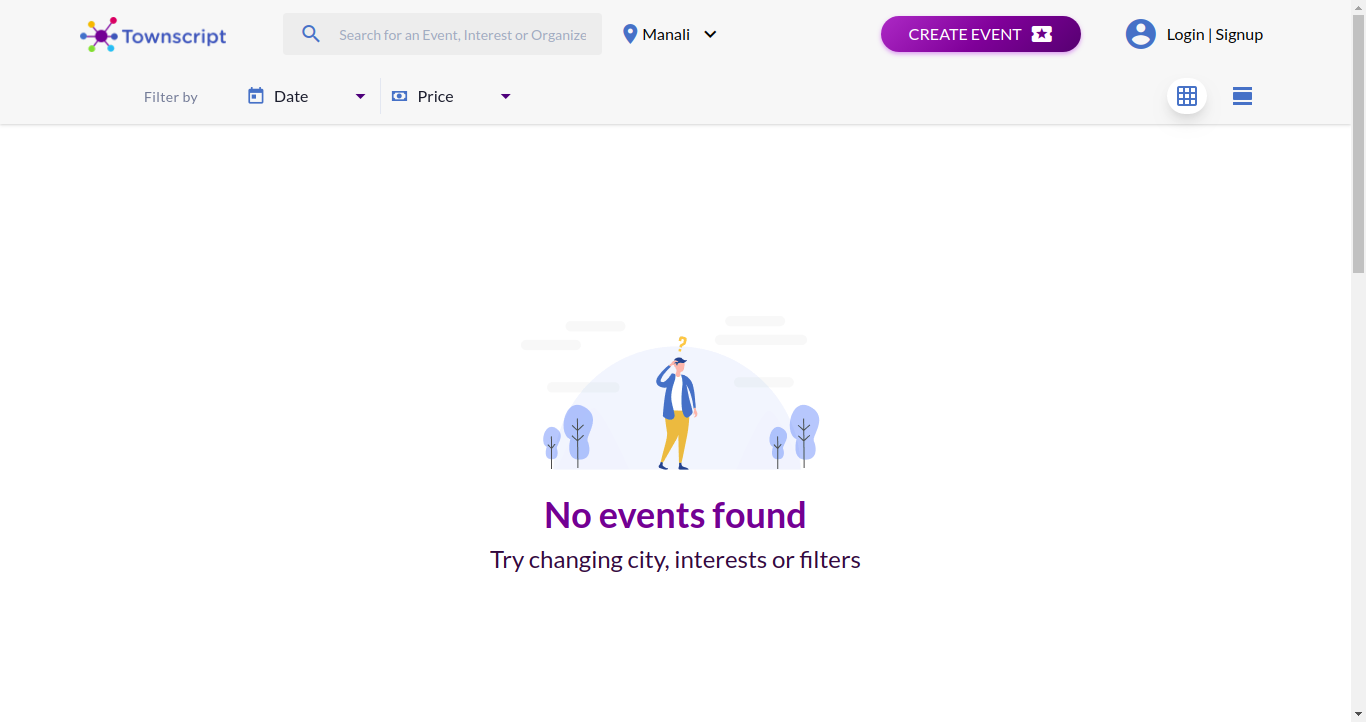 Townscript
Search for an Event, Interest or Organize
Manali
CREATE EVENT
Login | Signup
Filter by
Date
Price
?
No events found
Try changing city, interests or filters